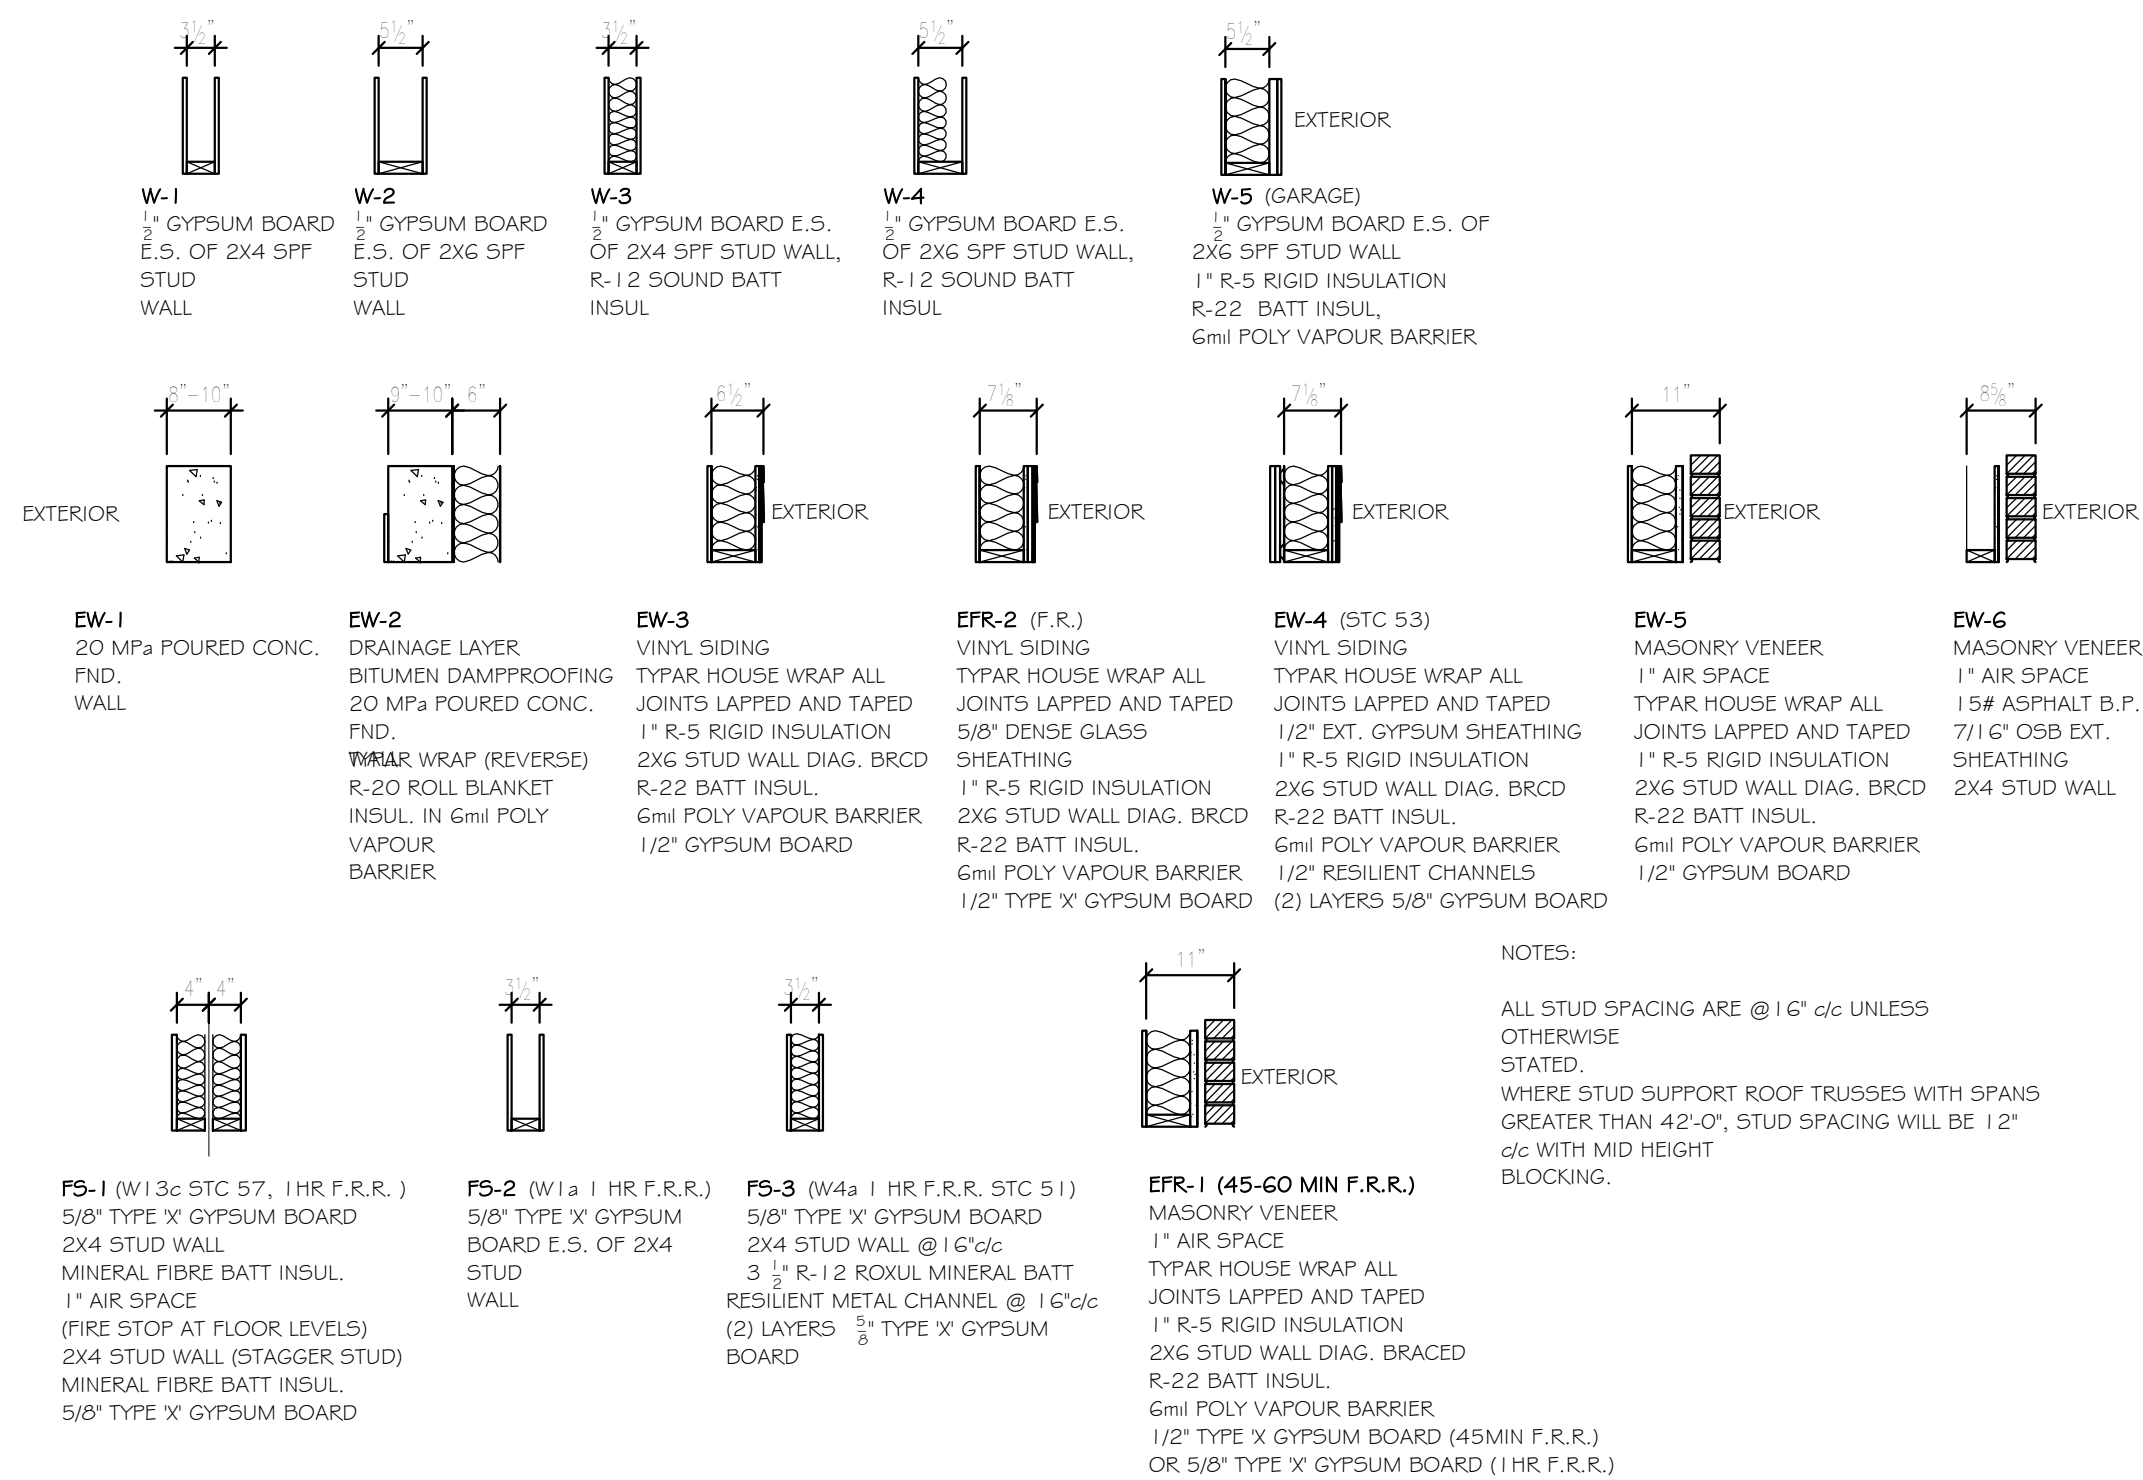 3½"
5½"
3½"
5½"
5½"
EXTERIOR
W-1
½" GYPSUM BOARD
E.S. OF 2X4 SPF
STUD
WALL
W-2
½" GYPSUM BOARD
E.S. OF 2X6 SPF
STUD
WALL
W-3
½" GYPSUM BOARD E.S.
OF 2X4 SPF STUD WALL,
R-12 SOUND BATT
INSUL
W-4
½" GYPSUM BOARD E.S.
OF 2X6 SPF STUD WALL,
R-12 SOUND BATT
INSUL
W-5 (GARAGE)
½" GYPSUM BOARD E.S. OF
2X6 SPF STUD WALL
1" R-5 RIGID INSULATION
R-22 BATT INSUL,
6mil POLY VAPOUR BARRIER
8"-10"
9"-10"
6"
6½"
7⅛"
7⅛"
11"
8⅝"
EXTERIOR
EXTERIOR
EXTERIOR
EXTERIOR
EXTERIOR
EXTERIOR
EW-1
20 MPa POURED CONC.
FND.
WALL
EW-2
DRAINAGE LAYER
BITUMEN DAMPPROOFING
20 MPa POURED CONC.
FND.
WALL
TYPAR WRAP (REVERSE)
R-20 ROLL BLANKET
INSUL. IN 6mil POLY
VAPOUR
BARRIER
EW-3
VINYL SIDING
TYPAR HOUSE WRAP ALL
JOINTS LAPPED AND TAPED
1" R-5 RIGID INSULATION
2X6 STUD WALL DIAG. BRCD
R-22 BATT INSUL.
6mil POLY VAPOUR BARRIER
1/2" GYPSUM BOARD
EFR-2 (F.R.)
VINYL SIDING
TYPAR HOUSE WRAP ALL
JOINTS LAPPED AND TAPED
5/8" DENSE GLASS
SHEATHING
1" R-5 RIGID INSULATION
2X6 STUD WALL DIAG. BRCD
R-22 BATT INSUL.
6mil POLY VAPOUR BARRIER
1/2" TYPE 'X' GYPSUM BOARD
EW-4 (STC 53)
VINYL SIDING
TYPAR HOUSE WRAP ALL
JOINTS LAPPED AND TAPED
1/2" EXT. GYPSUM SHEATHING
1" R-5 RIGID INSULATION
2X6 STUD WALL DIAG. BRCD
R-22 BATT INSUL.
6mil POLY VAPOUR BARRIER
1/2" RESILIENT CHANNELS
(2) LAYERS 5/8" GYPSUM BOARD
EW-5
MASONRY VENEER
1" AIR SPACE
TYPAR HOUSE WRAP ALL
JOINTS LAPPED AND TAPED
1" R-5 RIGID INSULATION
2X6 STUD WALL DIAG. BRCD
R-22 BATT INSUL.
6mil POLY VAPOUR BARRIER
1/2" GYPSUM BOARD
EW-6
MASONRY VENEER
1" AIR SPACE
15# ASPHALT B.P.
7/16" OSB EXT.
SHEATHING
2X4 STUD WALL
4"
4"
3½"
3½"
11"
EXTERIOR
FS-1 (W13c STC 57, 1HR F.R.R. )
5/8" TYPE 'X' GYPSUM BOARD
2X4 STUD WALL
MINERAL FIBRE BATT INSUL.
1" AIR SPACE
(FIRE STOP AT FLOOR LEVELS)
2X4 STUD WALL (STAGGER STUD)
MINERAL FIBRE BATT INSUL.
5/8" TYPE 'X' GYPSUM BOARD
FS-2 (W1a 1 HR F.R.R.)
5/8" TYPE 'X' GYPSUM
BOARD E.S. OF 2X4
STUD
WALL
FS-3 (W4a 1 HR F.R.R. STC 51)
5/8" TYPE 'X' GYPSUM BOARD
2X4 STUD WALL @16"c/c
3 ½" R-12 ROXUL MINERAL BATT
RESILIENT METAL CHANNEL @ 16"c/c
(2) LAYERS ⅝" TYPE 'X' GYPSUM
BOARD
EFR-1 (45-60 MIN F.R.R.)
MASONRY VENEER
1" AIR SPACE
TYPAR HOUSE WRAP ALL
JOINTS LAPPED AND TAPED
1" R-5 RIGID INSULATION
2X6 STUD WALL DIAG. BRACED
R-22 BATT INSUL.
6mil POLY VAPOUR BARRIER
1/2" TYPE 'X GYPSUM BOARD (45MIN F.R.R.)
OR 5/8" TYPE 'X' GYPSUM BOARD (1HR F.R.R.)
NOTES:
ALL STUD SPACING ARE @16" c/c UNLESS
OTHERWISE
STATED.
WHERE STUD SUPPORT ROOF TRUSSES WITH SPANS
GREATER THAN 42'-0", STUD SPACING WILL BE 12"
c/c WITH MID HEIGHT
BLOCKING.